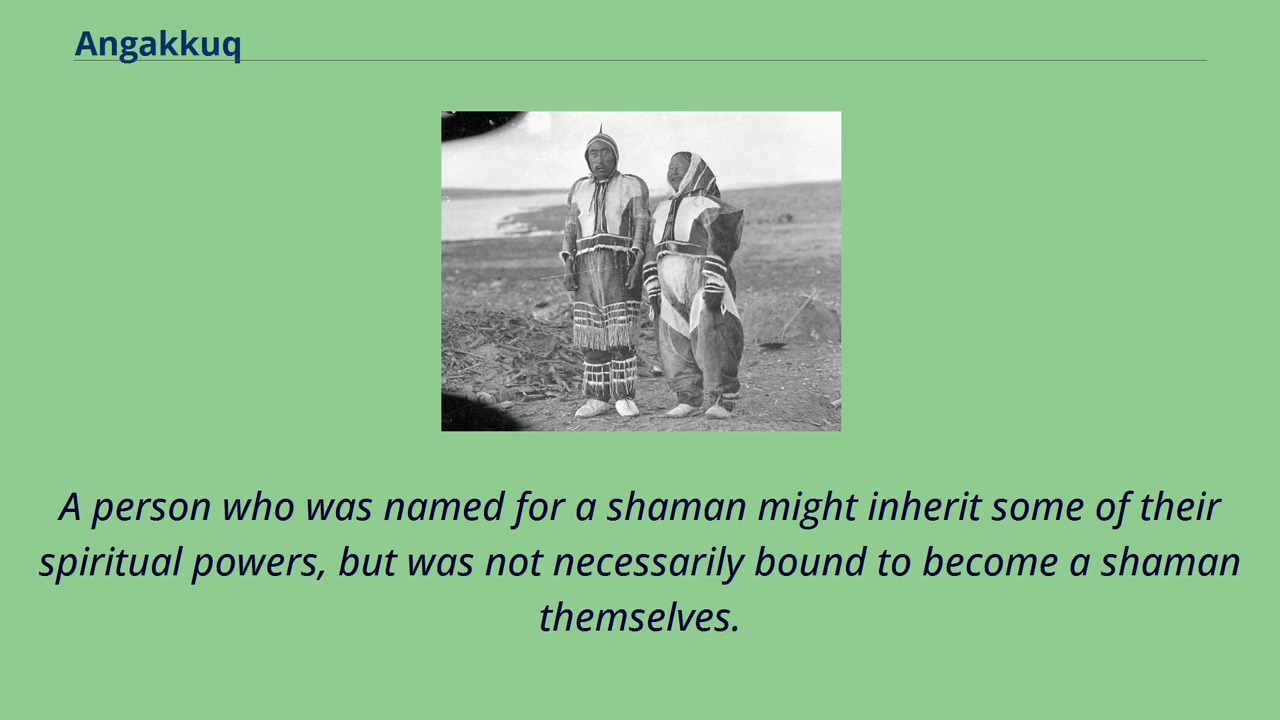 Angakkuq
A person who was named for a shaman might inherit some of their
spiritual powers, but was not necessarily bound to become a shaman
themselves.